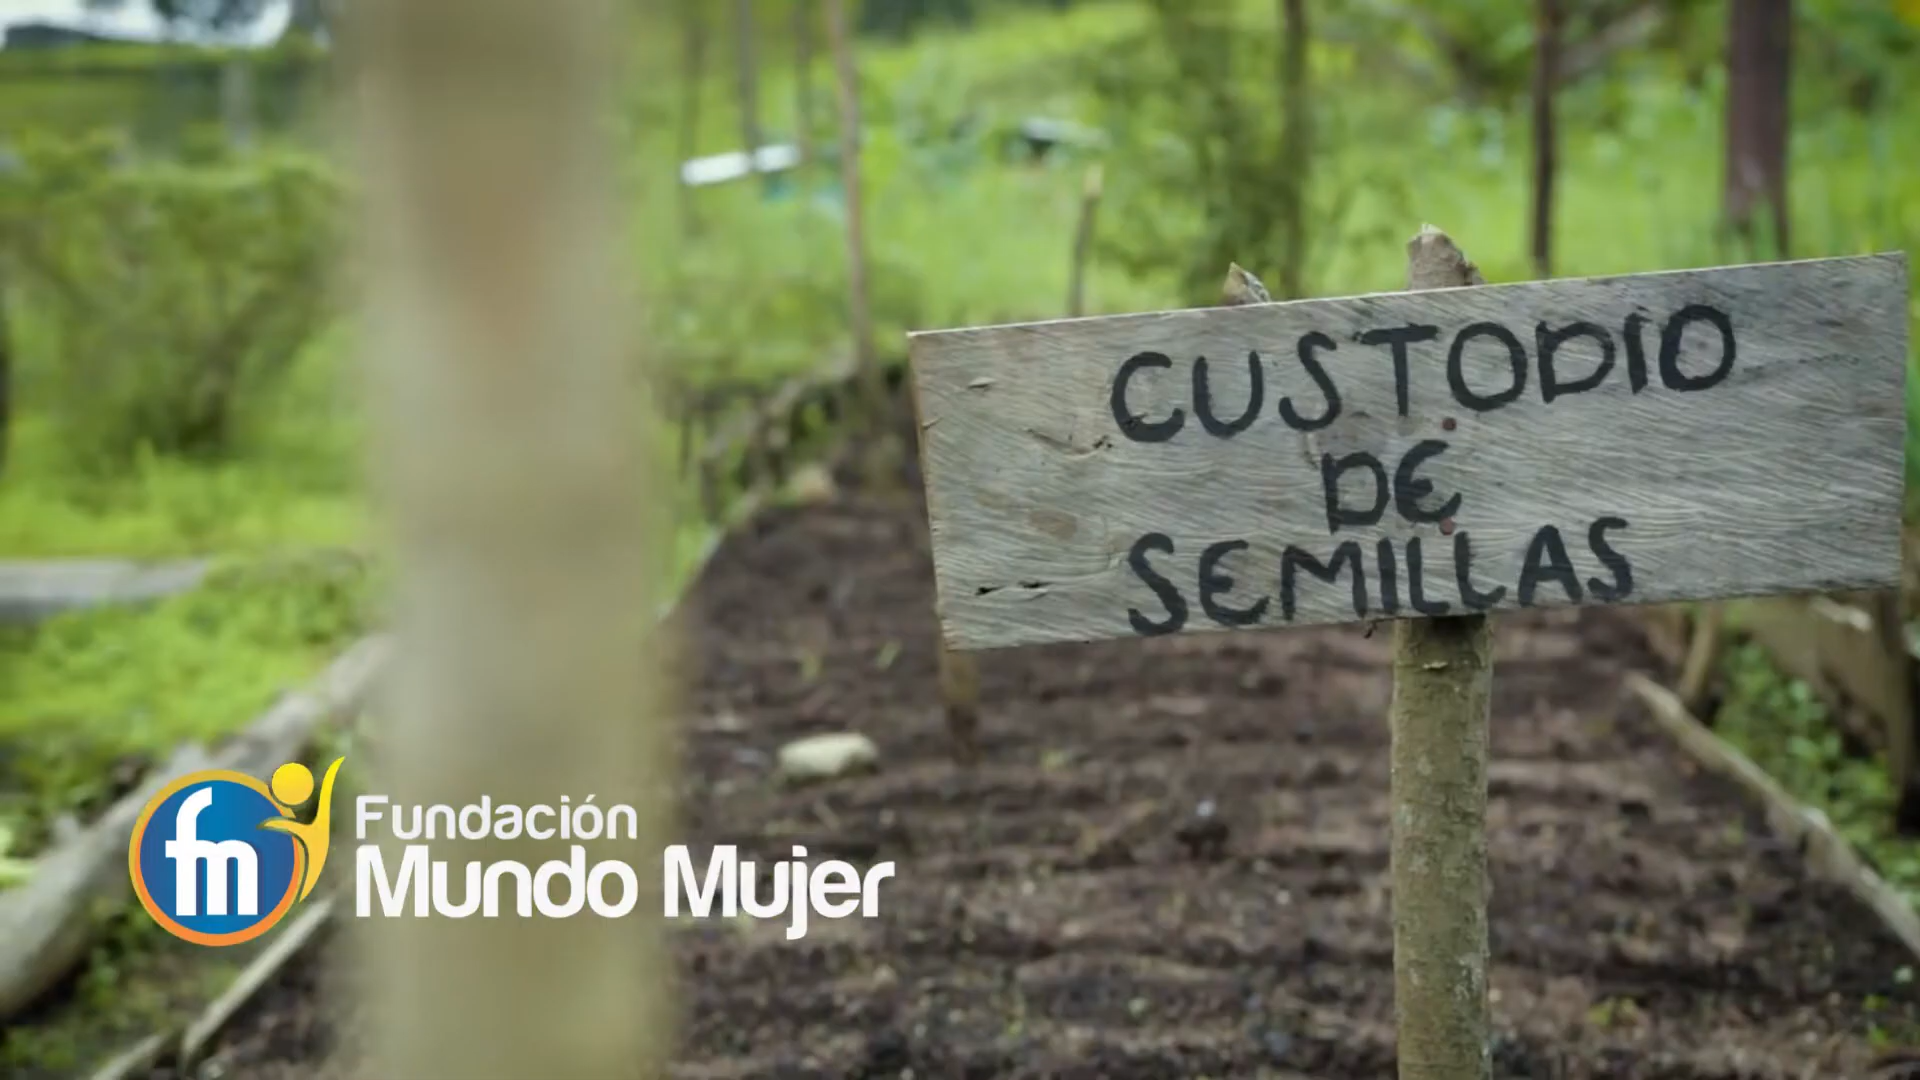 CUSTODIO
DE
SEMILLAS
fm
Fundación
Mundo Mujer